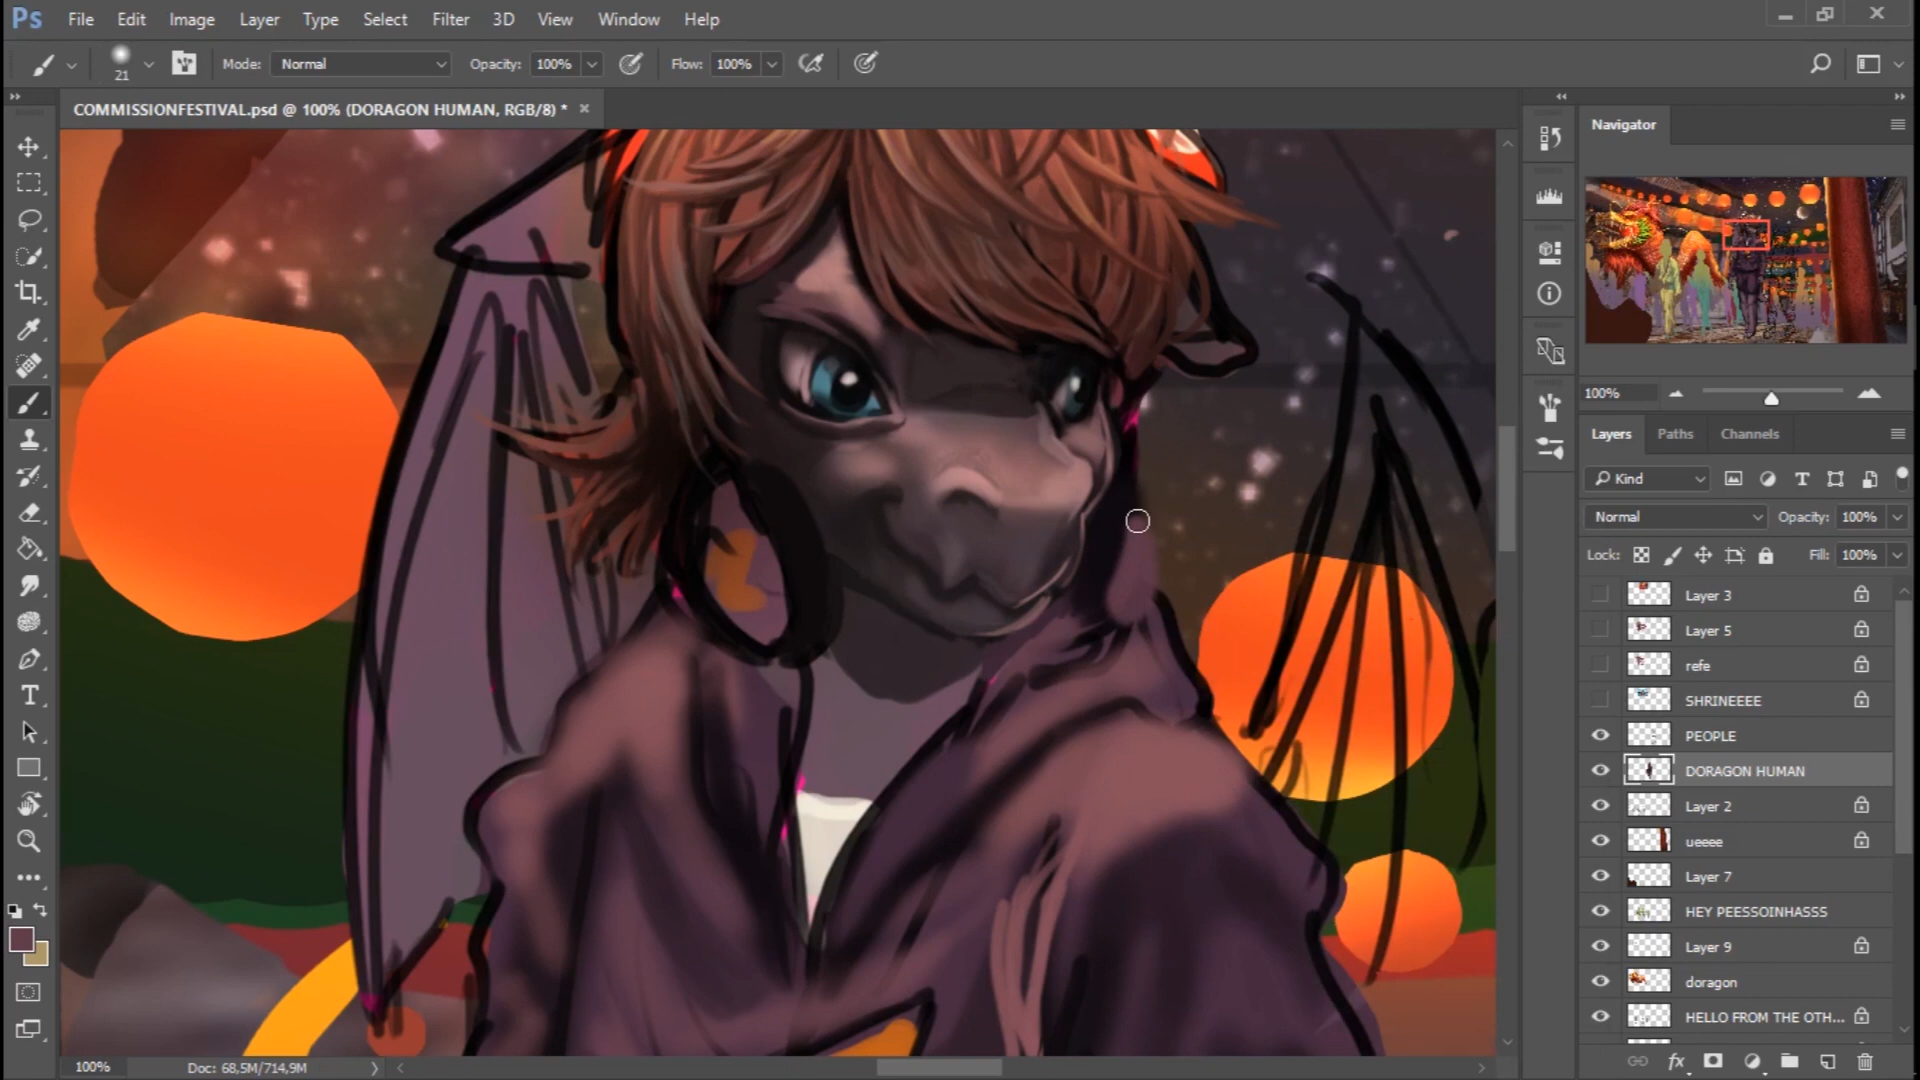 Ps File Edit Image Layer Type Select Filter 3D View Window Help
21 Mode: Normal Opacity: 100% Flow: 100%
COMMISSIONFESTIVAL.psd @ 100% (DORAGON HUMAN, RGB/8) *
Navigator
100%
Layers Paths Channels
Kind
Normal Opacity: 100%
Lock: Fill: 100%
Layer 3
Layer 5
refe
SHRINEEEE
PEOPLE
DORAGON HUMAN
Layer 2
ueeee
Layer 7
HEY PEESSOINHASSS
Layer 9
doragon
HELLO FROM THE OTH...
100% Doc: 68,5M/714,9M
fx